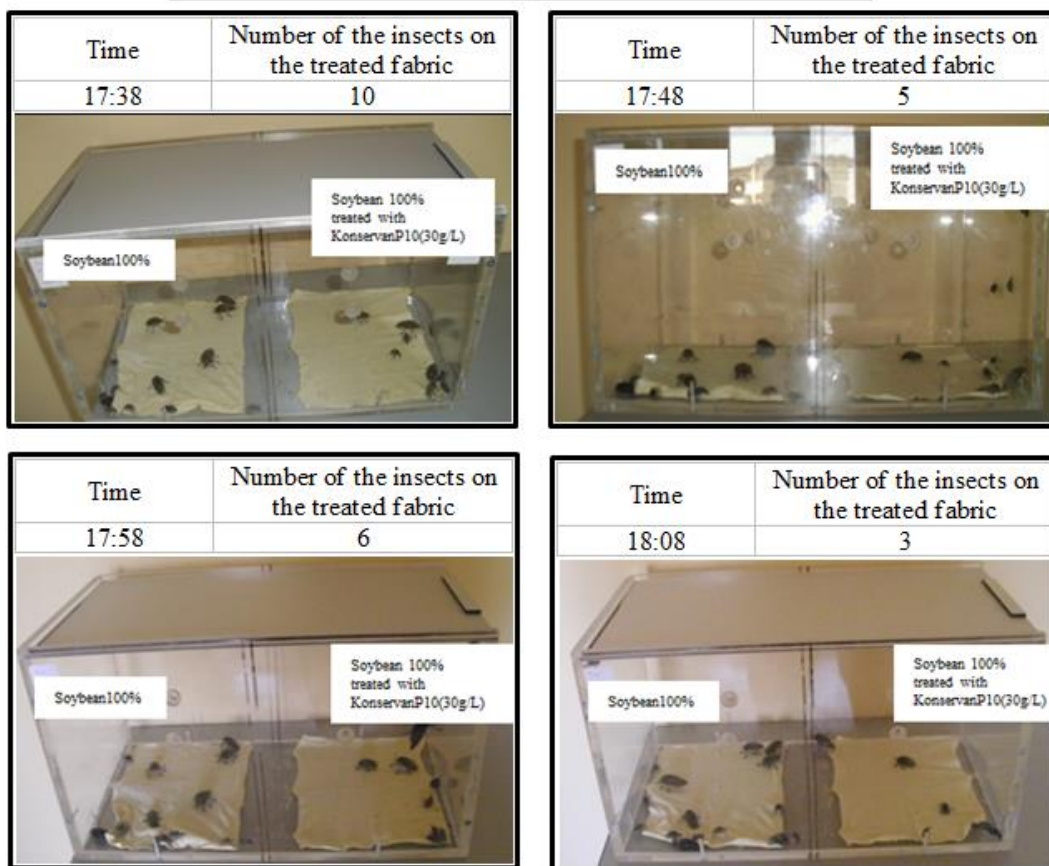 Time
Number of the insects on
the treated fabric
17:38
10
Soybean 100%
treated with
KonservanP10(30g/L)
Soybean100%
Time
Number of the insects on
the treated fabric
17:48
5
Soybean100%
Soybean 100%
treated with
KonservanP10(30g/L)
Time
Number of the insects on
the treated fabric
17:58
6
Soybean100%
Soybean 100%
treated with
KonservanP10(30g/L)
Time
Number of the insects on
the treated fabric
18:08
3
Soybean100%
Soybean 100%
treated with
KonservanP10(30g/L)